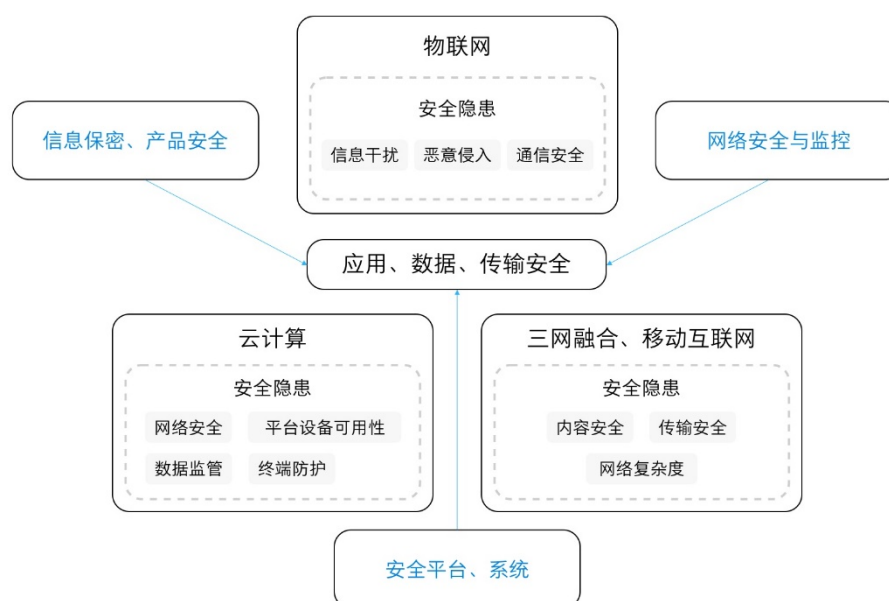 物联网
安全隐患
信息干扰 恶意侵入 通信安全
信息保密、产品安全
网络安全与监控
应用、数据、传输安全
云计算
安全隐患
网络安全 平台设备可用性
数据监管 终端防护
三网融合、移动互联网
安全隐患
内容安全 传输安全
网络复杂度
安全平台、系统